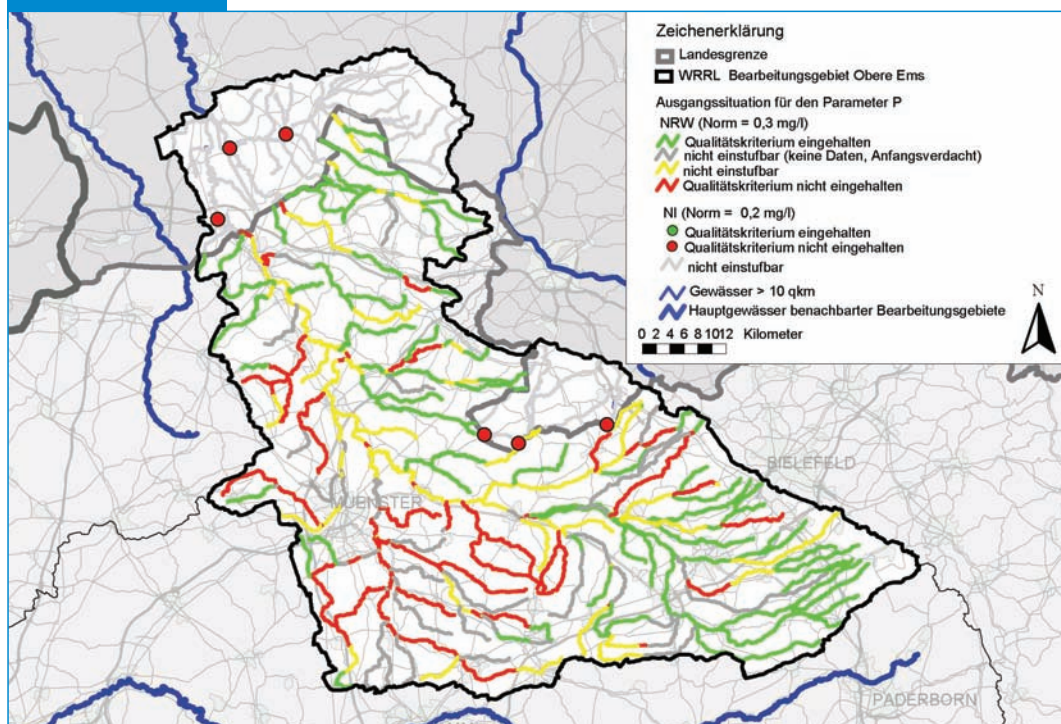 Zeichenerklärung
Landesgrenze
WRRL Bearbeitungsgebiet Obere Ems
Ausgangssituation für den Parameter P
NRW (Norm = 0,3 mg/l)
Qualitätskriterium eingehalten
nicht einstufbar (keine Daten, Anfangsverdacht)
nicht einstufbar
Qualitätskriterium nicht eingehalten
NI (Norm = 0,2 mg/l)
Qualitätskriterium eingehalten
Qualitätskriterium nicht eingehalten
nicht einstufbar
Gewässer > 10 qkm
Hauptgewässer benachbarter Bearbeitungsgebiete
N
0 2 4 6 8 1012 Kilometer
BIELEFELD
MUENSTER
PADERBORN